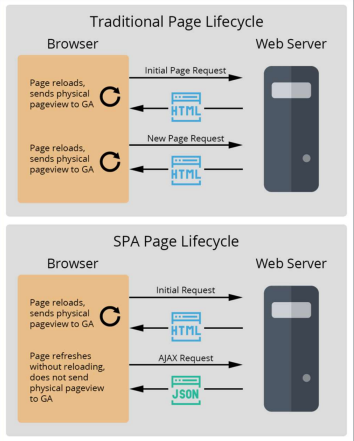 Traditional Page Lifecycle
Browser
Web Server
Page reloads,
sends physical
pageview to GA
Initial Page Request
HTML
Page reloads,
sends physical
pageview to GA
New Page Request
HTML
SPA Page Lifecycle
Browser
Web Server
Page reloads,
sends physical
pageview to GA
Initial Request
HTML
Page refreshes
without reloading,
does not send
physical pageview
to GA
AJAX Request
JSON